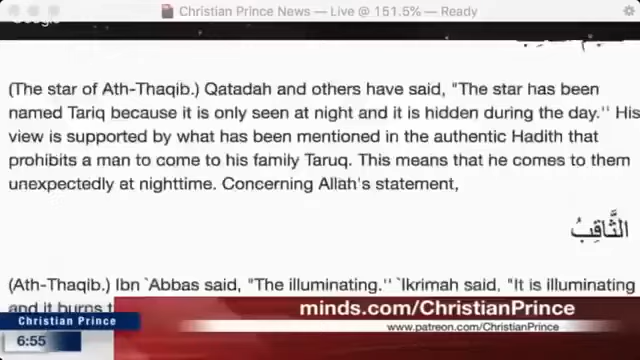 Christian Prince News — Live @ 151.5% — Ready
Google
(The star of Ath-Thaqib.) Qatadah and others have said, "The star has been
named Tariq because it is only seen at night and it is hidden during the day.'' His
view is supported by what has been mentioned in the authentic Hadith that
prohibits a man to come to his family Taruq. This means that he comes to them
unexpectedly at nighttime. Concerning Allah's statement,
الثَّاقِبُ
(Ath-Thaqib.) Ibn `Abbas said, "The illuminating.'' `Ikrimah said, "It is illuminating
and it burns
minds.com/ChristianPrince
Christian Prince
www.patreon.com/ChristianPrince
6:55